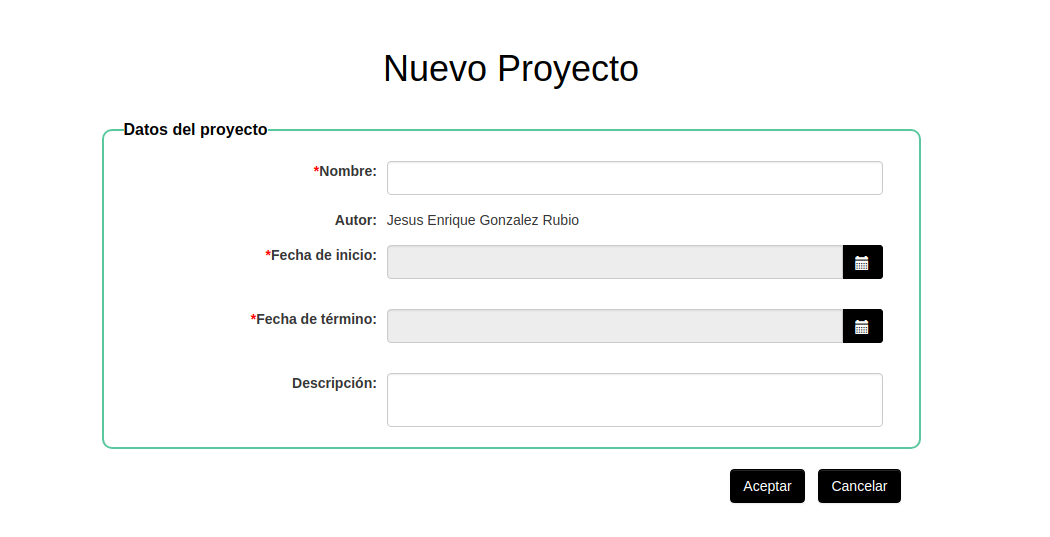 Nuevo Proyecto
Datos del proyecto
*Nombre:
Autor: Jesus Enrique Gonzalez Rubio
*Fecha de inicio:
*Fecha de término:
Descripción:
Aceptar Cancelar